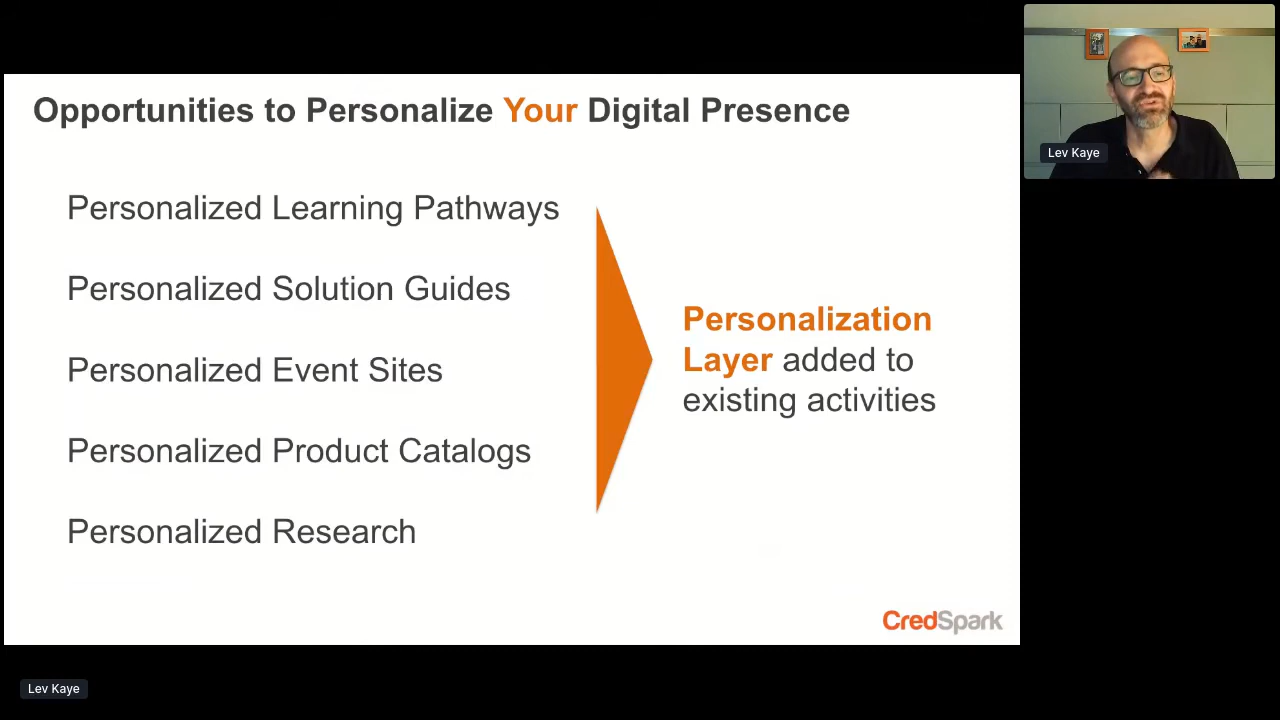 Opportunities to Personalize Your Digital Presence
Lev Kaye
Personalized Learning Pathways
Personalized Solution Guides
Personalized Event Sites
Personalized Product Catalogs
Personalized Research
Personalization
Layer added to
existing activities
CredSpark
Lev Kaye